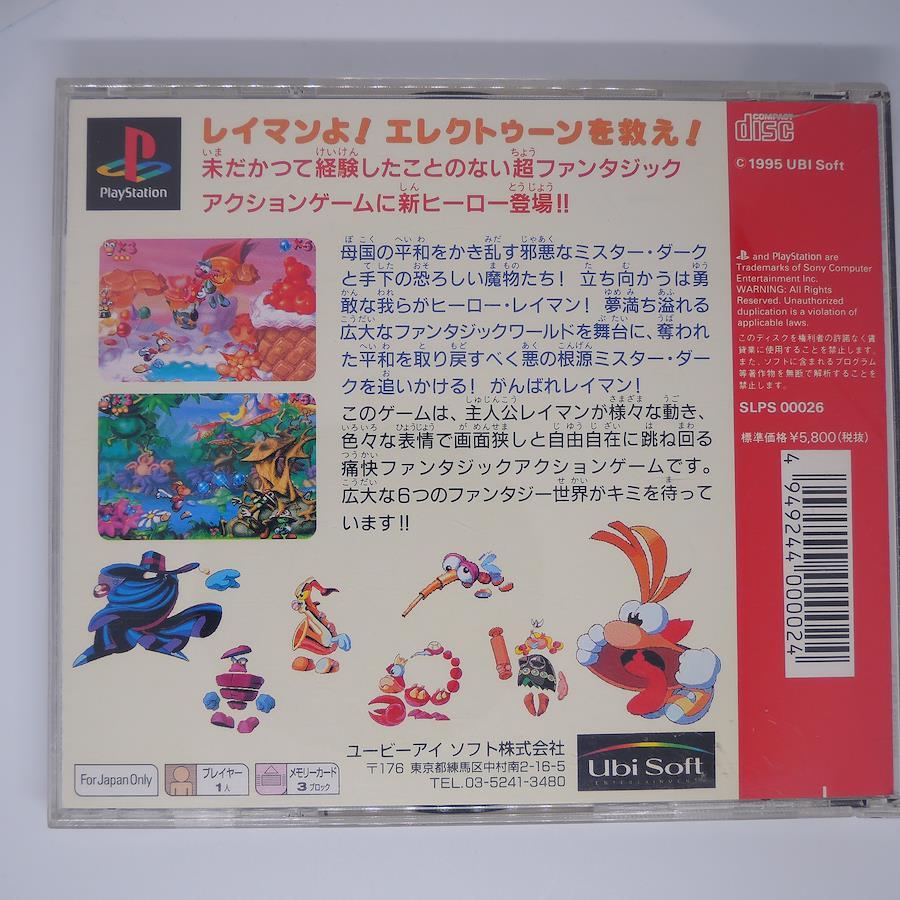 PlayStation
レイマンよ! エレクトゥーンを救え!
未だかつて経験したことのない超ファンタジック
アクションゲームに新ヒーロー登場!!
母国の平和をかき乱す邪悪なミスター・ダーク
と手下の恐ろしい魔物たち! 立ち向かうは勇
敢な我らがヒーロー・レイマン! 夢満ち溢れる
広大なファンタジックワールドを舞台に、奪われ
た平和を取り戻すべく悪の根源ミスター・ダー
クを追いかける! がんばれレイマン!
このゲームは、主人公レイマンが様々な動き、
色々な表情で画面狭しと自由自在に跳ね回る
痛快ファンタジックアクションゲームです。
広大な6つのファンタジー世界がキミを待って
います!!
For Japan Only
プレイヤー
1人
メモリーカード
3ブロック
ユービーアイ ソフト株式会社
〒176 東京都練馬区中村南2-16-5
TEL.03-5241-3480
Ubi Soft
ENTERTAINMENT
COMPACT
disc
© 1995 UBI Soft
and PlayStation are
Trademarks of Sony Computer
Entertainment Inc.
WARNING: All Rights
Reserved. Unauthorized
duplication is a violation of
applicable laws.
このディスクを権利者の許諾なく賃
貸業に使用することを禁止します。
また、ソフトに含まれるプログラム
等著作物を無断で解析することを
禁止します。
SLPS 00026
標準価格¥5,800(税抜)
4 949244 000024